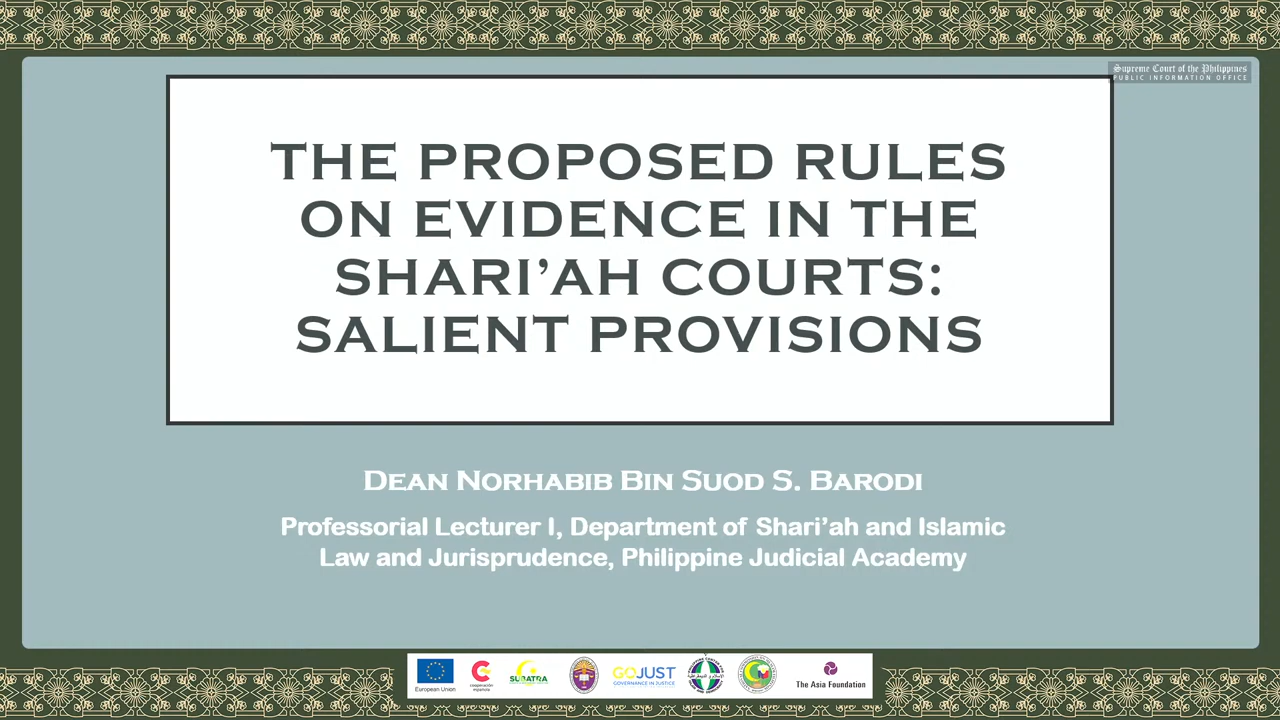 Supreme Court of the Philippines
PUBLIC INFORMATION OFFICE
THE PROPOSED RULES
ON EVIDENCE IN THE
SHARI’AH COURTS:
SALIENT PROVISIONS
DEAN NORHABIB BIN SUOD S. BARODI
Professorial Lecturer I, Department of Shari’ah and Islamic
Law and Jurisprudence, Philippine Judicial Academy
European Union
cooperación
española
SUBATRA
GOJUST
GOVERNANCE IN JUSTICE
The Asia Foundation